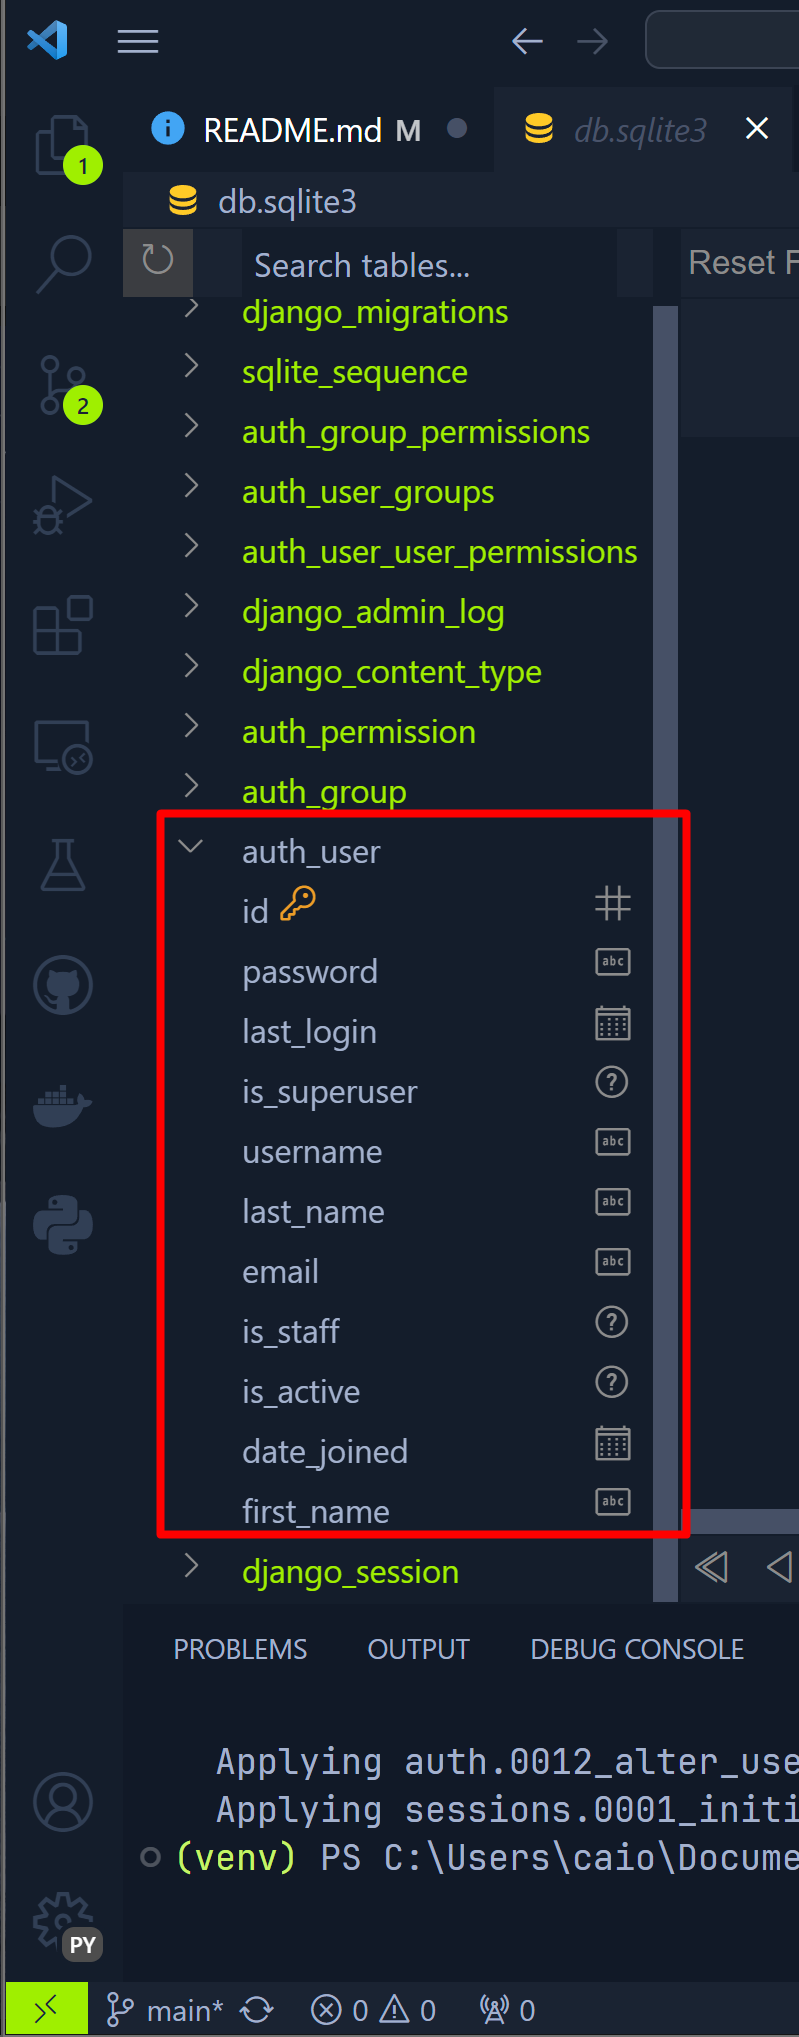 README.md M
db.sqlite3
1
db.sqlite3
Search tables...
Reset F
django_migrations
sqlite_sequence
2
auth_group_permissions
auth_user_groups
auth_user_user_permissions
django_admin_log
django_content_type
auth_permission
auth_group
auth_user
id
password abc
last_login
is_superuser ?
username abc
last_name abc
email abc
is_staff ?
is_active ?
date_joined
first_name abc
django_session
PROBLEMS OUTPUT DEBUG CONSOLE
Applying auth.0012_alter_use
Applying sessions.0001_initi
(venv) PS C:\Users\caio\Docume
PY
main* 0 0 0